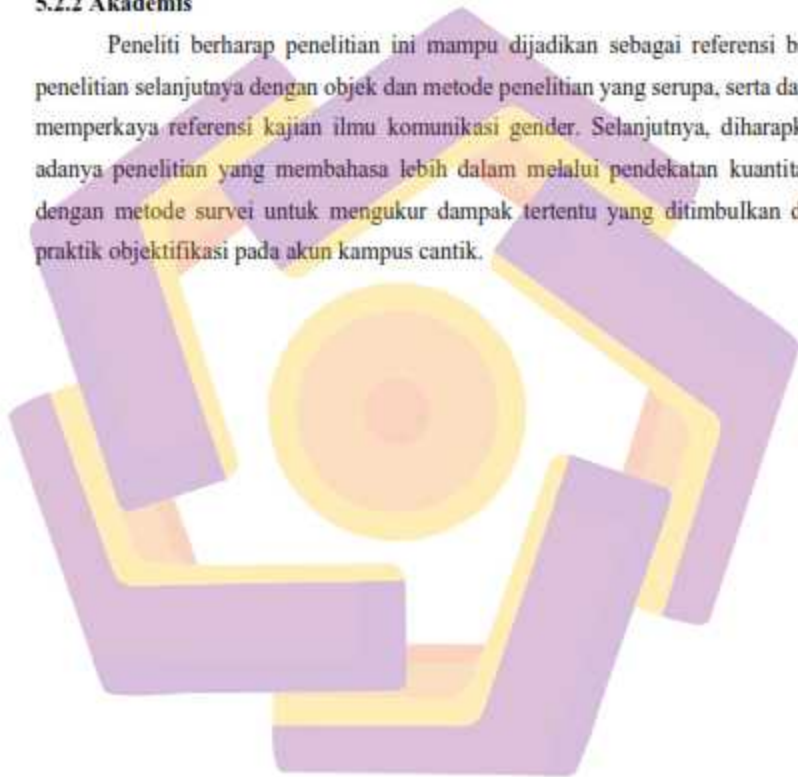 5.2.2 Akademis
Peneliti berharap penelitian ini mampu dijadikan sebagai referensi b
penelitian selanjutnya dengan objek dan metode penelitian yang serupa, serta da
memperkaya referensi kajian ilmu komunikasi gender. Selanjutnya, diharapk
adanya penelitian yang membahasa lebih dalam melalui pendekatan kuantita
dengan metode survei untuk mengukur dampak tertentu yang ditimbulkan d
praktik objektifikasi pada akun kampus cantik.